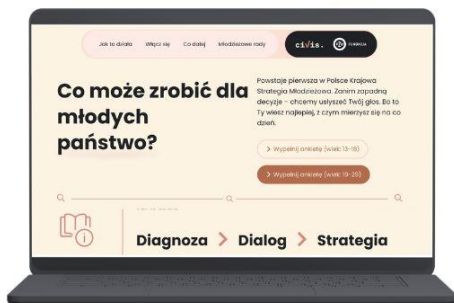 Jak to działa Włącz się Co dalej Młodzieżowe rady civis. FUNDACJA
Co może zrobić dla
młodych
państwo?
Powstaje pierwsza w Polsce Krajowa
Strategia Młodzieżowa. Zanim zapadną
decyzje – chcemy usłyszeć Twój głos. Bo to
Ty wiesz najlepiej, z czym mierzysz się na co
dzień.
> Wypełnij ankietę (wiek: 13-18)
> Wypełnij ankietę (wiek: 19-26)
Diagnoza > Dialog > Strategia